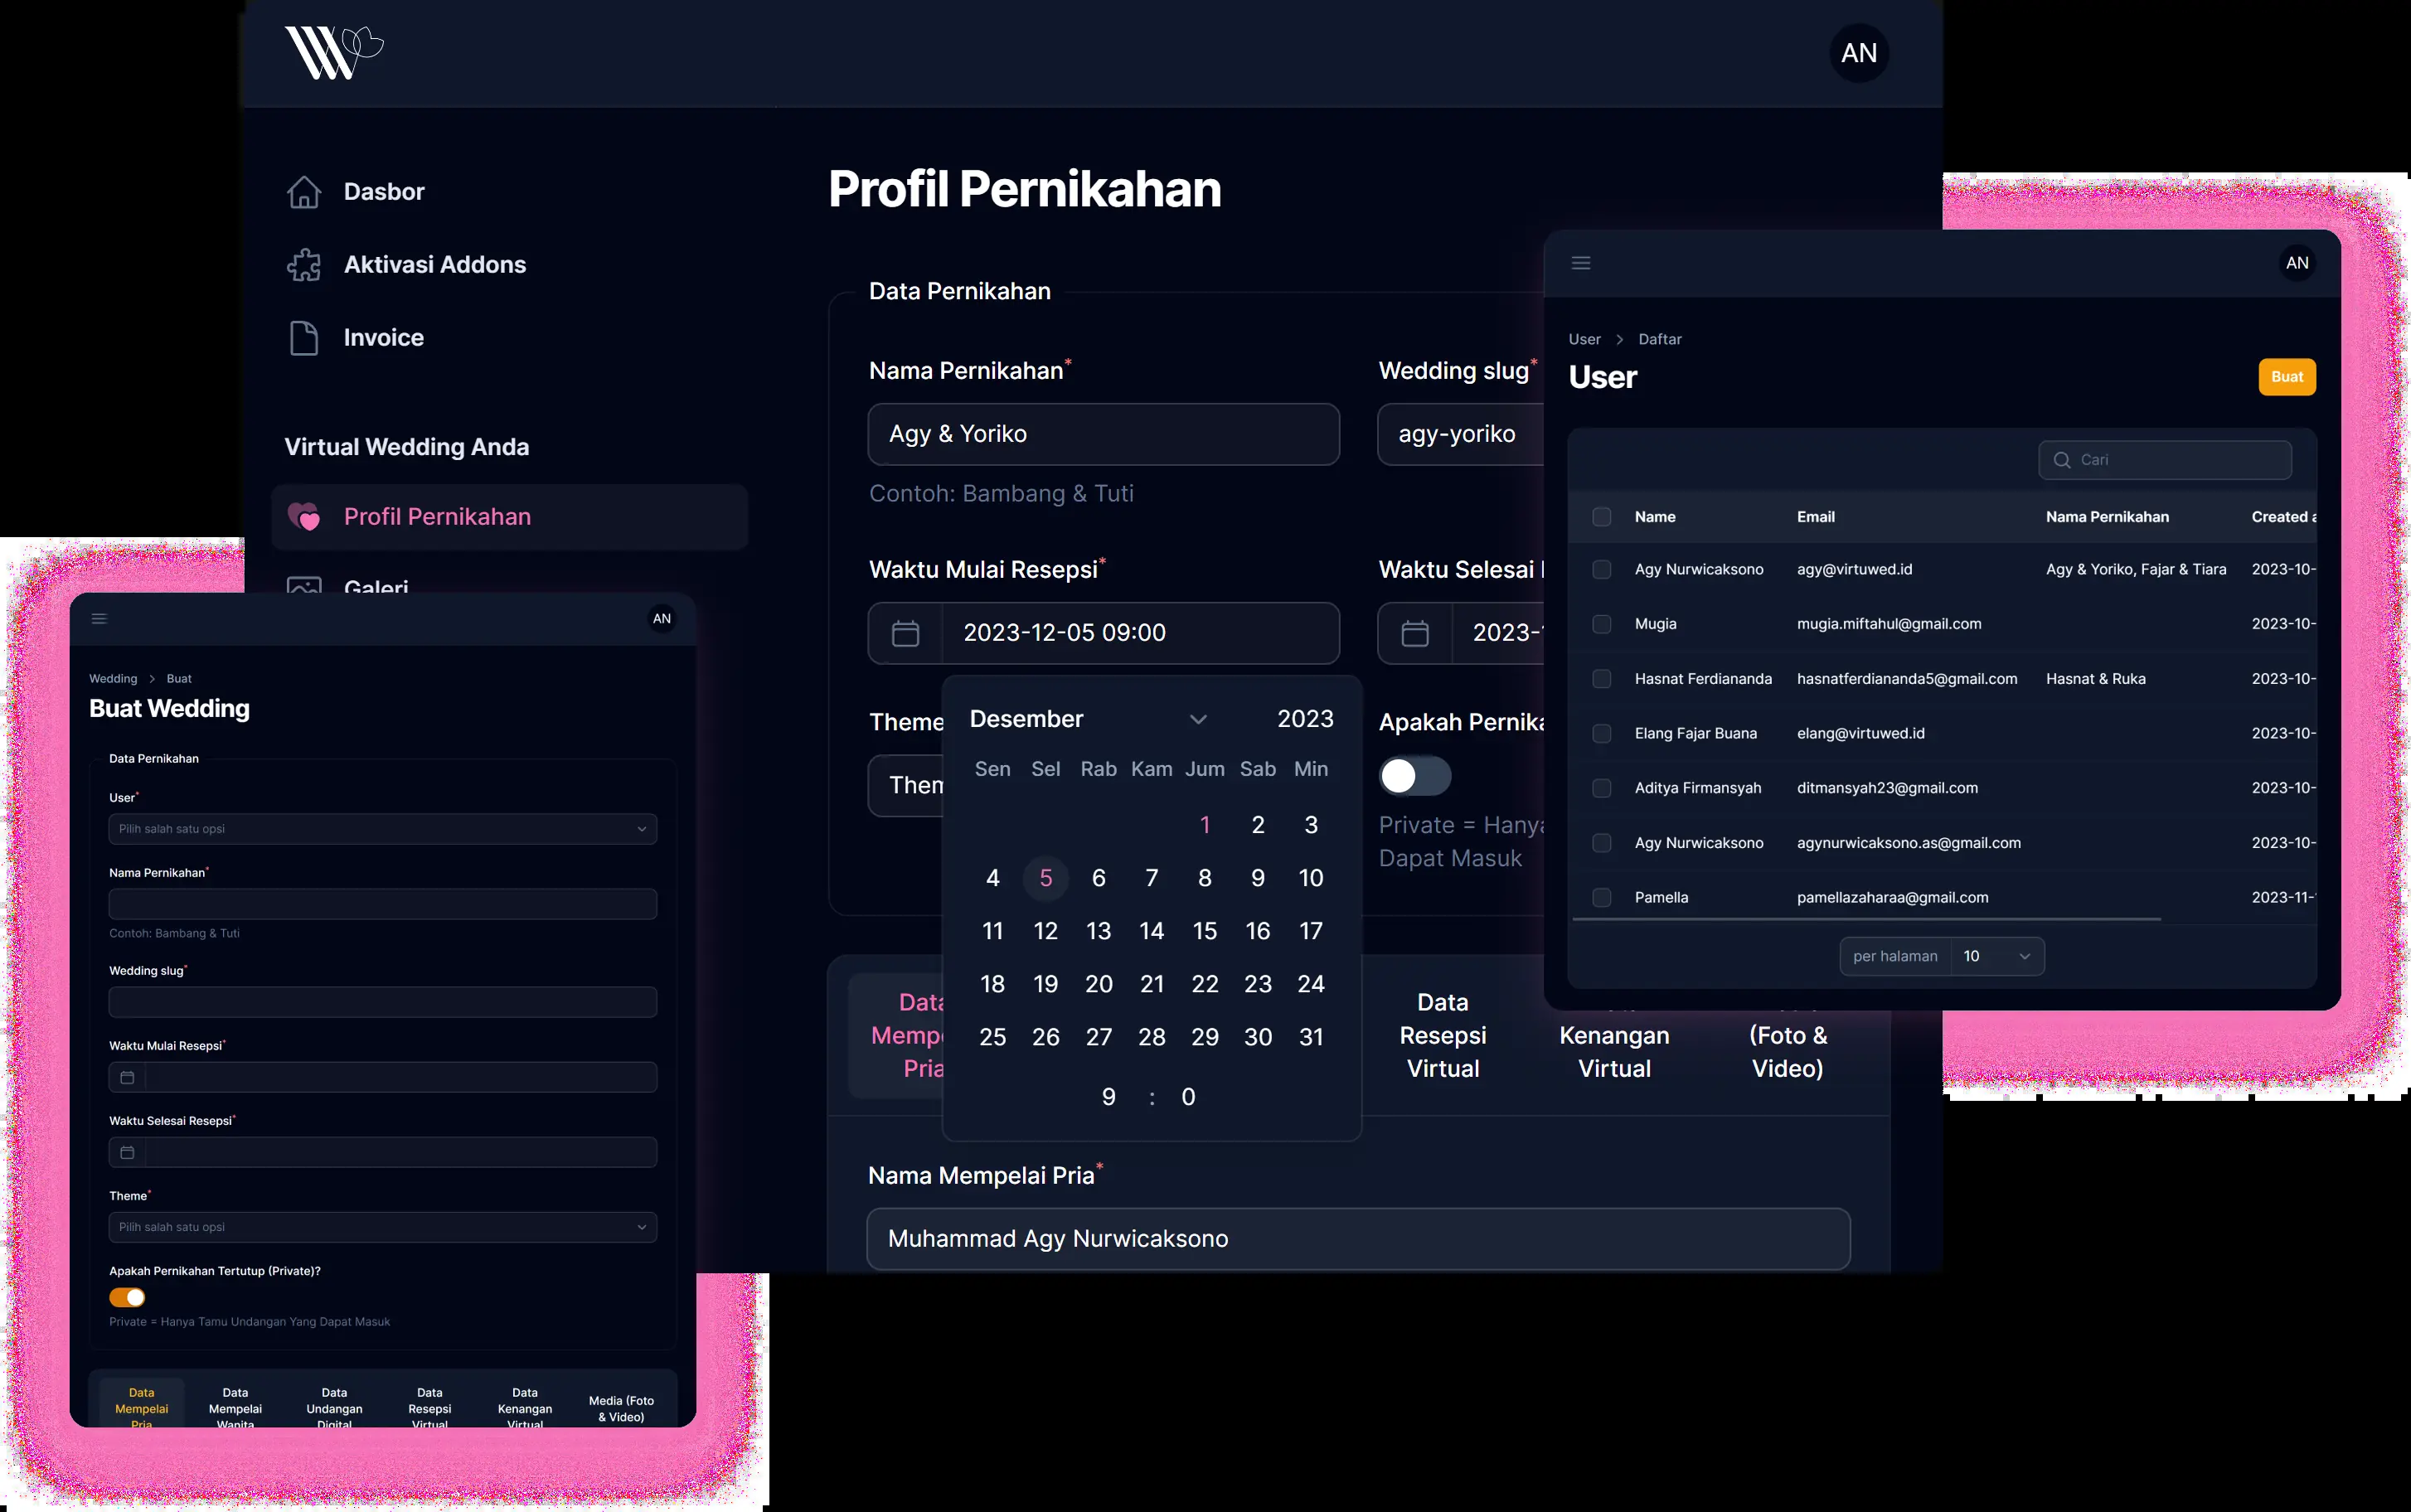 AN
Dasbor
Aktivasi Addons
Invoice
Virtual Wedding Anda
Profil Pernikahan
Galeri
Profil Pernikahan
Data Pernikahan
Nama Pernikahan*
Agy & Yoriko
Contoh: Bambang & Tuti
Wedding slug*
agy-yoriko
Waktu Mulai Resepsi*
2023-12-05 09:00
Waktu Selesai
2023-
Desember 2023
Sen Sel Rab Kam Jum Sab Min
1 2 3
4 5 6 7 8 9 10
11 12 13 14 15 16 17
18 19 20 21 22 23 24
25 26 27 28 29 30 31
9 : 0
Theme
Them
Apakah Pernika
Private = Hanya
Dapat Masuk
Data
Mempe
Pria
Data
Resepsi
Virtual
Kenangan
Virtual
(Foto &
Video)
Nama Mempelai Pria*
Muhammad Agy Nurwicaksono
AN
User > Daftar
User
Buat
Cari
Name Email Nama Pernikahan Created a
Agy Nurwicaksono agy@virtuwed.id Agy & Yoriko, Fajar & Tiara 2023-10-
Mugia mugia.miftahul@gmail.com 2023-10-
Hasnat Ferdiananda hasnatferdiananda5@gmail.com Hasnat & Ruka 2023-10-
Elang Fajar Buana elang@virtuwed.id 2023-10-
Aditya Firmansyah ditmansyah23@gmail.com 2023-10-
Agy Nurwicaksono agynurwicaksono.as@gmail.com 2023-10-
Pamella pamellazaharaa@gmail.com 2023-11-
per halaman 10
AN
Wedding > Buat
Buat Wedding
Data Pernikahan
User*
Pilih salah satu opsi
Nama Pernikahan*
Contoh: Bambang & Tuti
Wedding slug*
Waktu Mulai Resepsi*
Waktu Selesai Resepsi*
Theme*
Pilih salah satu opsi
Apakah Pernikahan Tertutup (Private)?
Private = Hanya Tamu Undangan Yang Dapat Masuk
Data
Mempelai
Pria
Data
Mempelai
Wanita
Data
Undangan
Digital
Data
Resepsi
Virtual
Data
Kenangan
Virtual
Media (Foto
& Video)